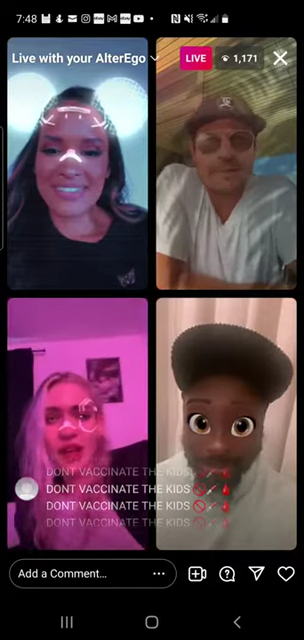 7:48
Live with your AlterEgo
LIVE
1,171
DONT VACCINATE THE KIDS
DONT VACCINATE THE KIDS
DONT VACCINATE THE KIDS
DONT VACCINATE THE KIDS
Add a Comment...